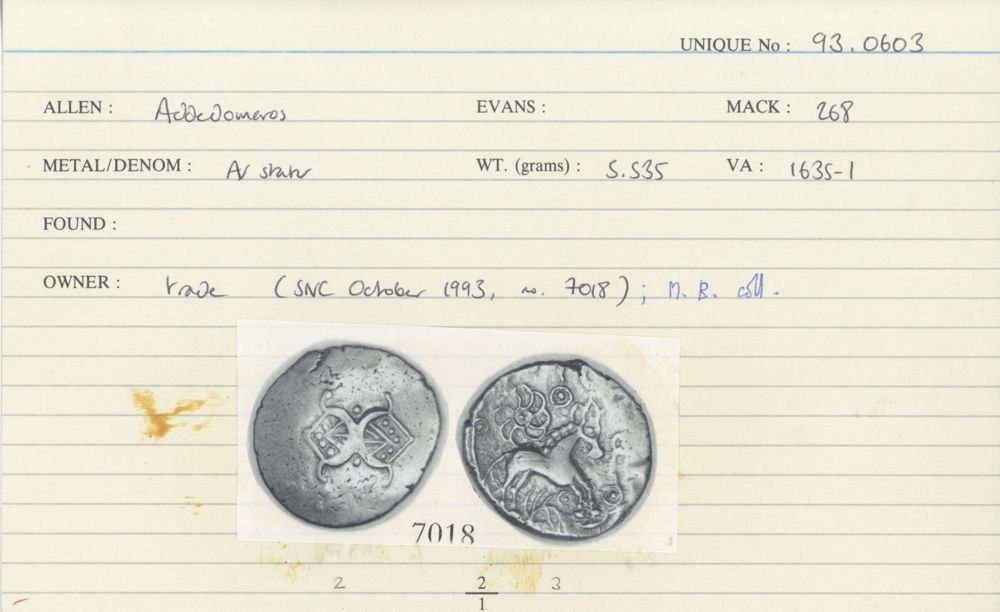 UNIQUE No : 93.0603
ALLEN : Addedomaros EVANS : MACK : 268
METAL/DENOM : AV stater WT. (grams) : 5.535 VA : 1635-1
FOUND :
OWNER : trade (SNC October 1993, no. 7018) ; M. B. coll.
7018
2 2 3
1